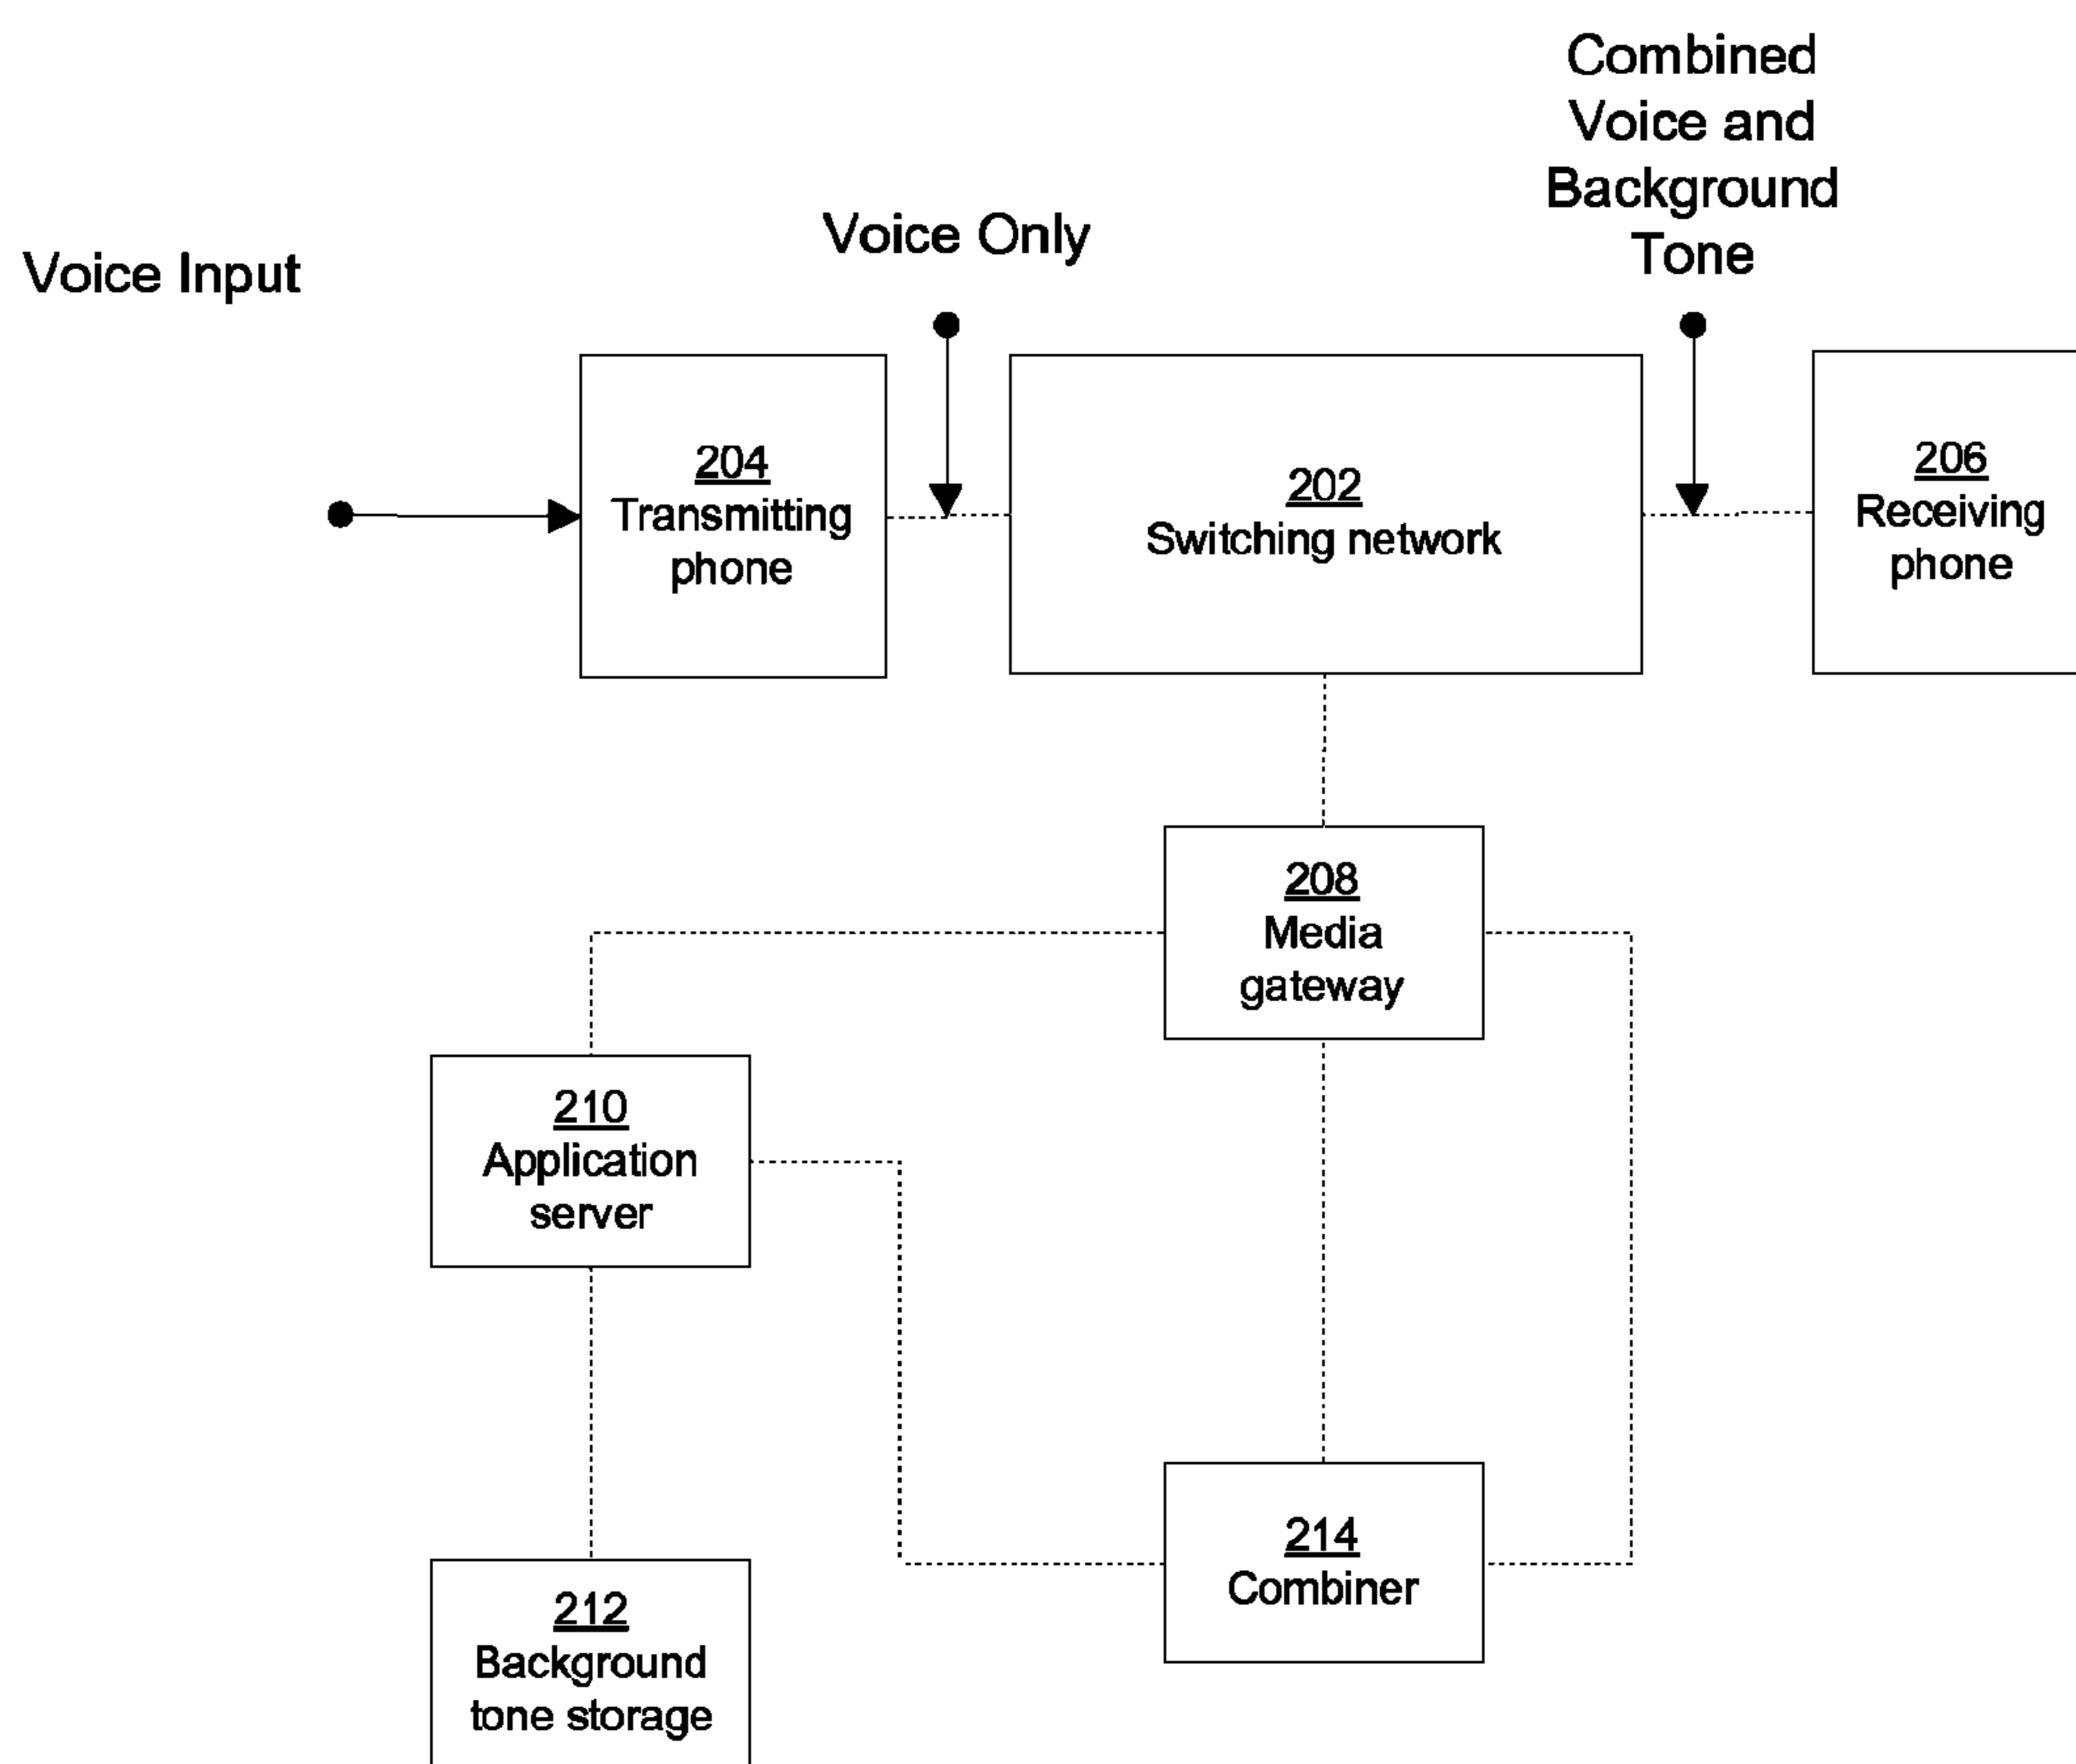 Combined
Voice and
Background
Tone
Voice Only
Voice Input
204
Transmitting
phone
202
Switching network
206
Receiving
phone
208
Media
gateway
210
Application
server
214
Combiner
212
Background
tone storage